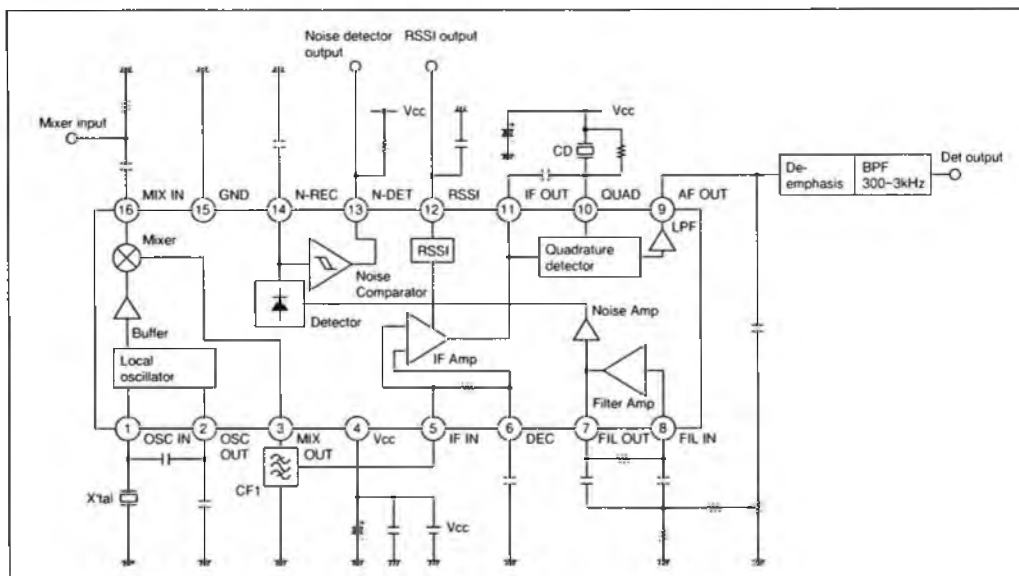 Noise detector output
RSSI output
Vcc
Vcc
Mixer input
CD
De-emphasis
BPF 300~3kHz
Det output
16 MIX IN
15 GND
14 N-REC
13 N-DET
12 RSSI
11 IF OUT
10 QUAD
9 AF OUT
LPF
Mixer
RSSI
Quadrature detector
Noise Comparator
Detector
Noise Amp
Buffer
IF Amp
Local oscillator
Filter Amp
1 OSC IN
2 OSC OUT
3 MIX OUT
4 Vcc
5 IF IN
6 DEC
7 FIL OUT
8 FIL IN
X'tal
CF1
Vcc